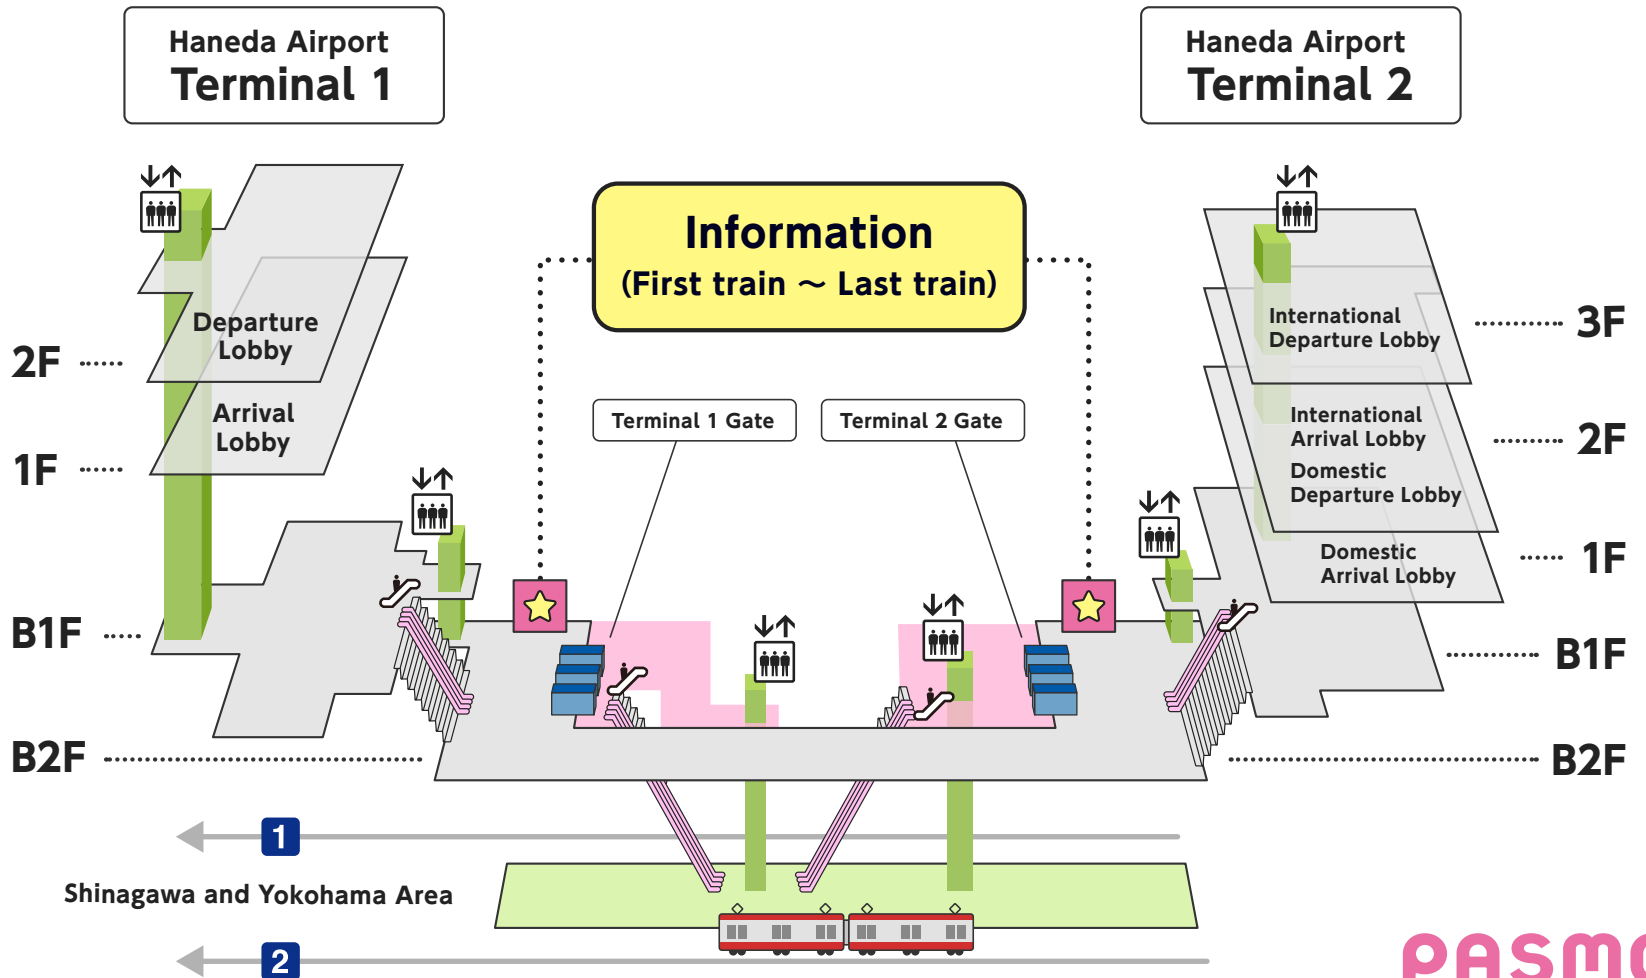 Haneda Airport
Terminal 1
Haneda Airport
Terminal 2
Information
(First train ～ Last train)
Departure
Lobby
2F
Arrival
Lobby
1F
B1F
B2F
Terminal 1 Gate
Terminal 2 Gate
International
Departure Lobby
3F
International
Arrival Lobby
Domestic
Departure Lobby
2F
Domestic
Arrival Lobby
1F
B1F
B2F
1
Shinagawa and Yokohama Area
2
PASM